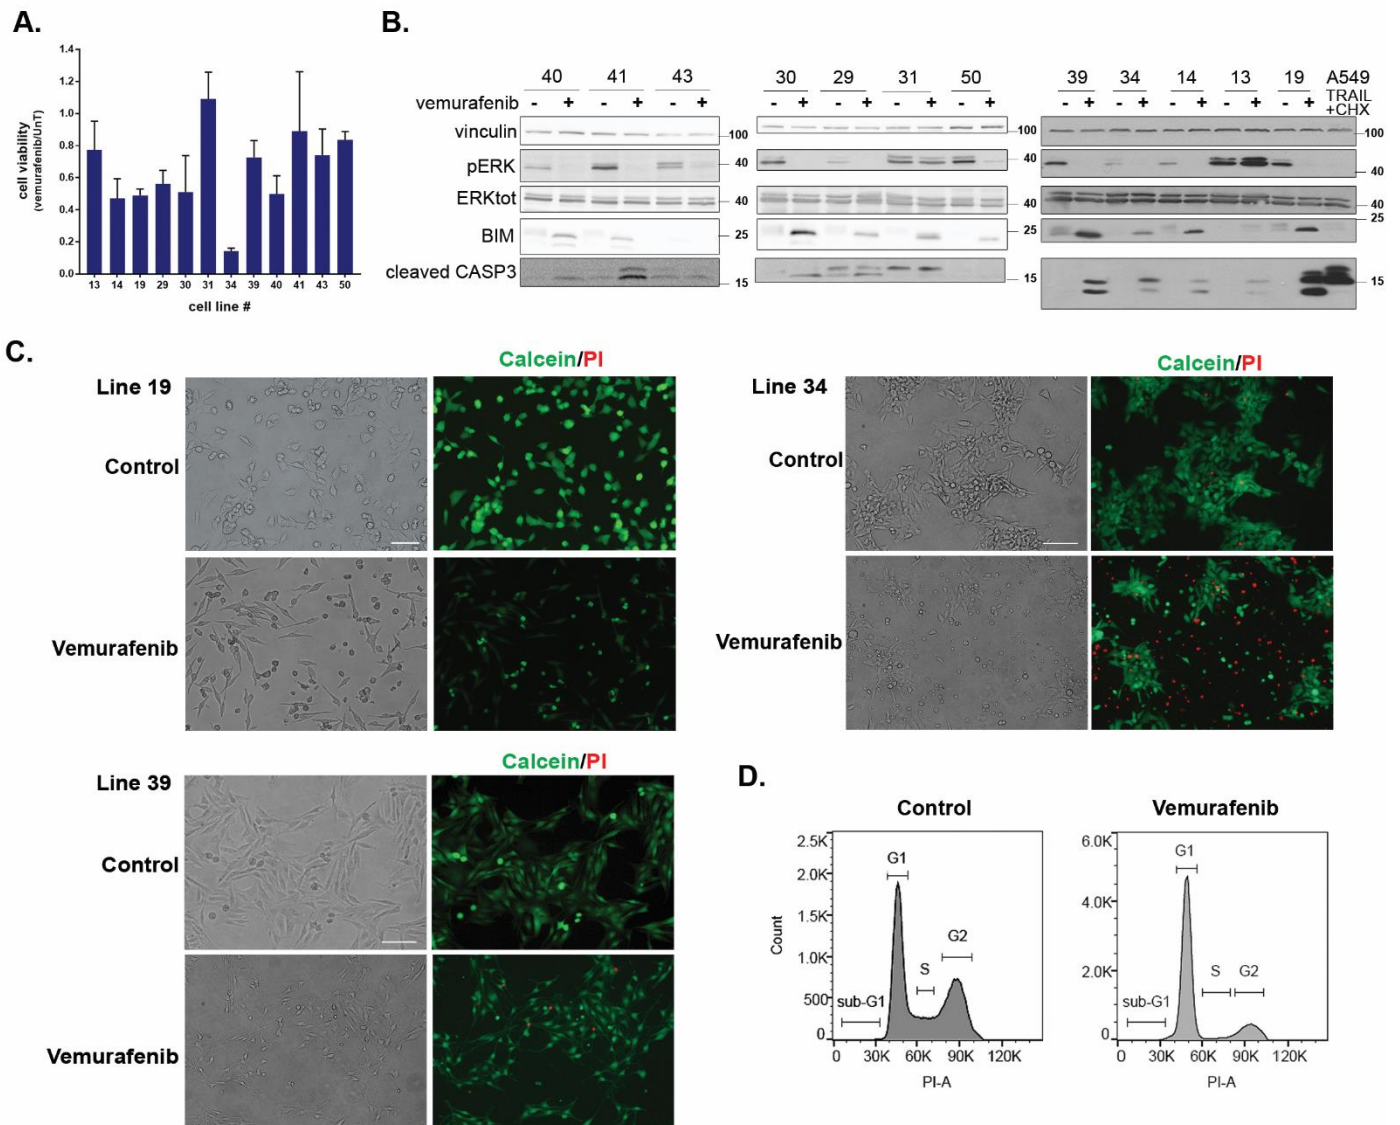 A.
1.4
1.2
1.0
0.8
0.6
0.4
0.2
0.0
cell viability
(vemurafenib/UnT)
13 14 19 29 30 31 34 39 40 41 43 50
cell line #
B.
40 41 43
vemurafenib - + - + - +
vinculin
pERK
ERKtot
BIM
cleaved CASP3
100
40
40
25
15
30 29 31 50
- + - + - + - +
100
40
40
25
15
39 34 14 13 19 A549
- + - + - + - + - + TRAIL
+CHX
100
40
40
25
15
C.
Calcein/PI
Line 19
Control
Vemurafenib
Calcein/PI
Line 34
Control
Vemurafenib
Calcein/PI
Line 39
Control
Vemurafenib
D.
Control
2.5K
2.0K
1.5K
1.0K
500
0
Count
G1
S
G2
sub-G1
0 30K 60K 90K 120K
PI-A
Vemurafenib
6.0K
4.0K
2.0K
0
G1
S
G2
sub-G1
0 30K 60K 90K 120K
PI-A